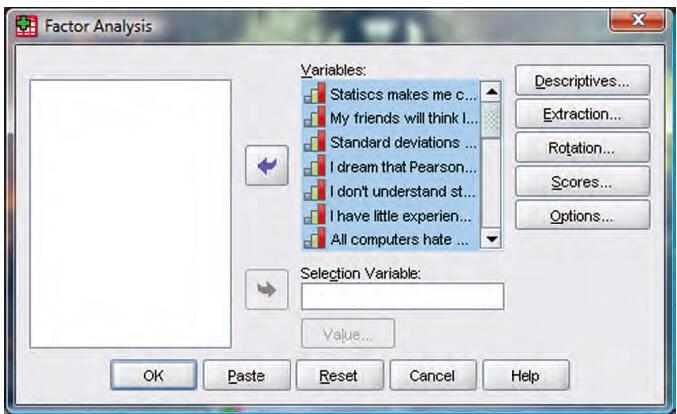 Factor Analysis
Variables:
Statiscs makes me c...
My friends will think I...
Standard deviations ...
I dream that Pearson...
I don't understand st...
I have little experien...
All computers hate ...
Descriptives...
Extraction...
Rotation...
Scores...
Options...
Selection Variable:
Value...
OK
Paste
Reset
Cancel
Help